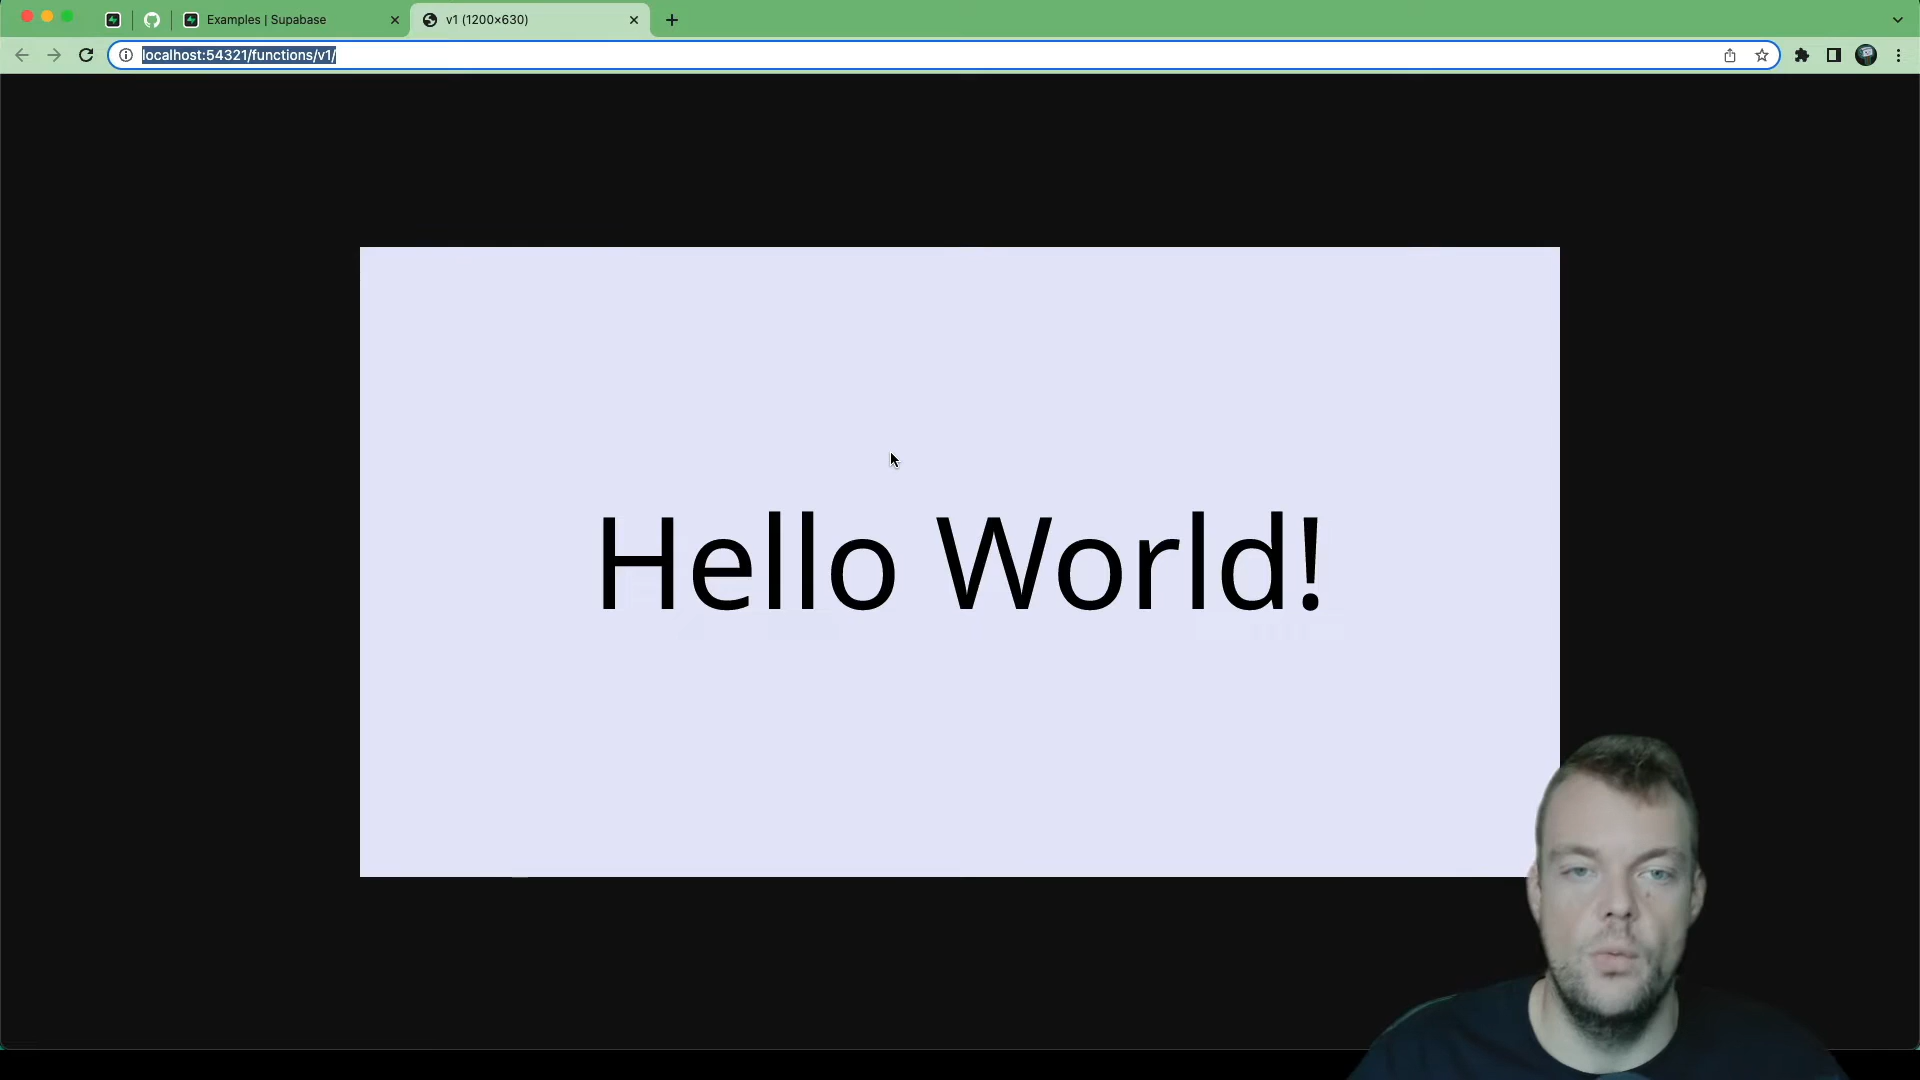 Examples | Supabase
v1 (1200×630)
localhost:54321/functions/v1/
Hello World!